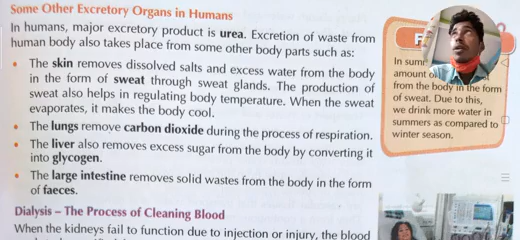 Some Other Excretory Organs in Humans
In humans, major excretory product is urea. Excretion of waste from
human body also takes place from some other body parts such as:
• The skin removes dissolved salts and excess water from the body
in the form of sweat through sweat glands. The production of
sweat also helps in regulating body temperature. When the sweat
evaporates, it makes the body cool.
• The lungs remove carbon dioxide during the process of respiration.
• The liver also removes excess sugar from the body by converting it
into glycogen.
• The large intestine removes solid wastes from the body in the form
of faeces.
Dialysis – The Process of Cleaning Blood
When the kidneys fail to function due to injection or injury, the blood
In
amount
from the body in the form
of sweat. Due to this,
we drink more water in
summers as compared to
winter season.